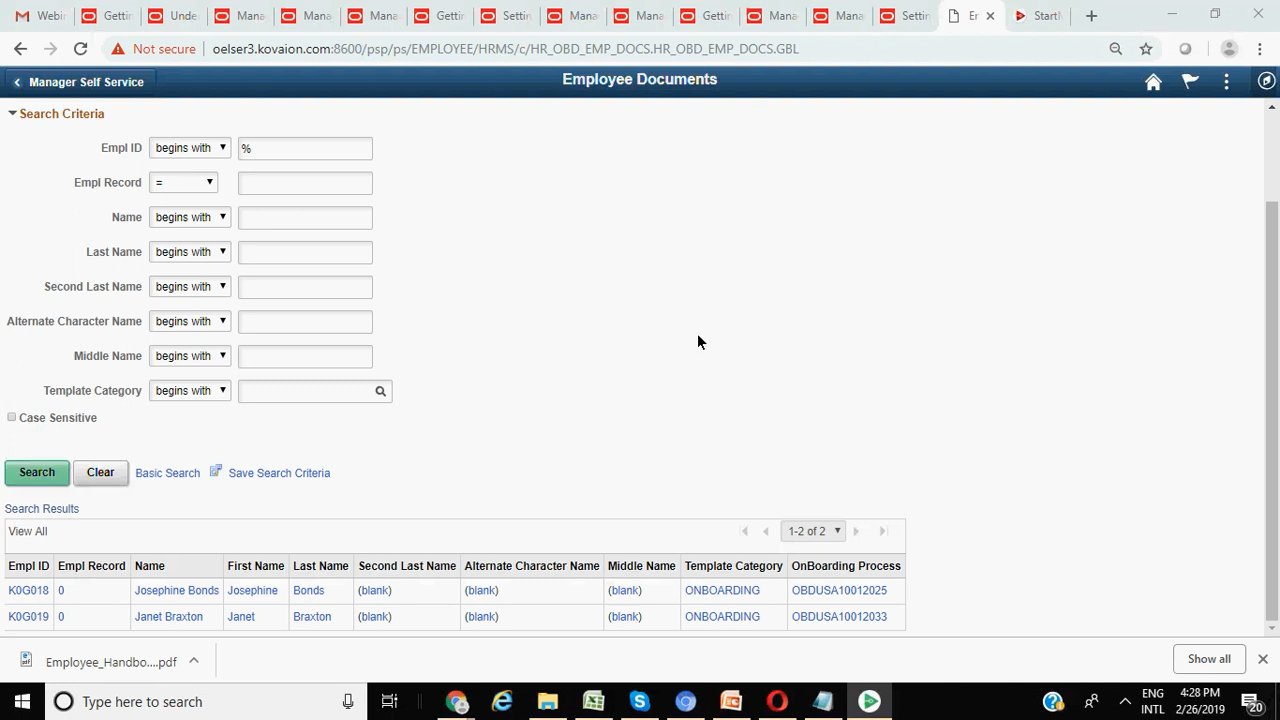 Webir
Getti
Unde
Mana
Mana
Mana
Gettin
Settin
Mana
Mana
Gettin
Mana
Mana
Settin
Er
Start
Not secure oelser3.kovaion.com:8600/psp/ps/EMPLOYEE/HRMS/c/HR_OBD_EMP_DOCS.HR_OBD_EMP_DOCS.GBL
Manager Self Service Employee Documents
Search Criteria
Empl ID begins with %
Empl Record =
Name begins with
Last Name begins with
Second Last Name begins with
Alternate Character Name begins with
Middle Name begins with
Template Category begins with
Case Sensitive
Search Clear Basic Search Save Search Criteria
Search Results
View All 1-2 of 2
Empl ID Empl Record Name First Name Last Name Second Last Name Alternate Character Name Middle Name Template Category OnBoarding Process
K0G018 0 Josephine Bonds Josephine Bonds (blank) (blank) (blank) ONBOARDING OBDUSA10012025
K0G019 0 Janet Braxton Janet Braxton (blank) (blank) (blank) ONBOARDING OBDUSA10012033
Employee_Handbo....pdf Show all
Type here to search ENG 4:28 PM
INTL 2/26/2019 20